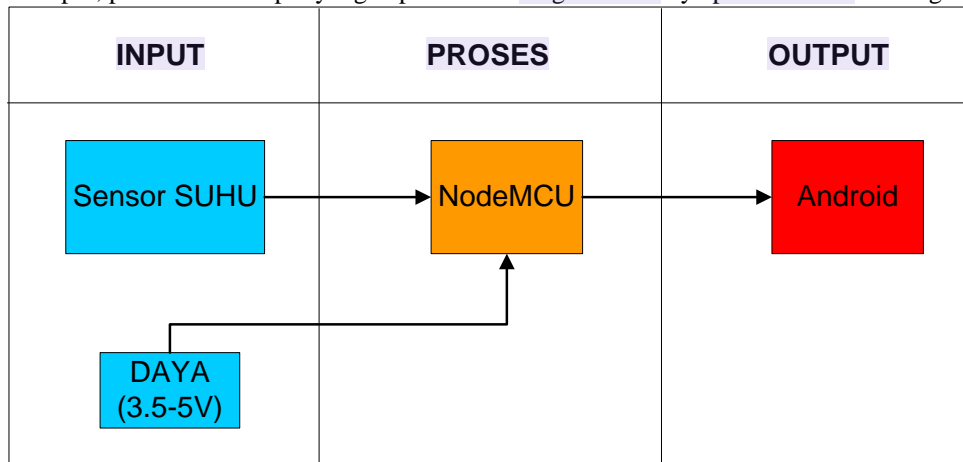 INPUT
PROSES
OUTPUT
Sensor SUHU
NodeMCU
Android
DAYA
(3.5-5V)